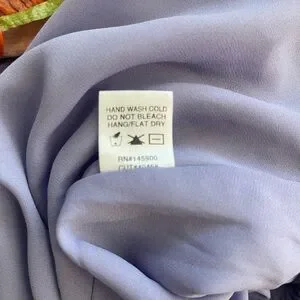 HAND WASH COLD
DO NOT BLEACH
HANG/FLAT DRY
RN#145900